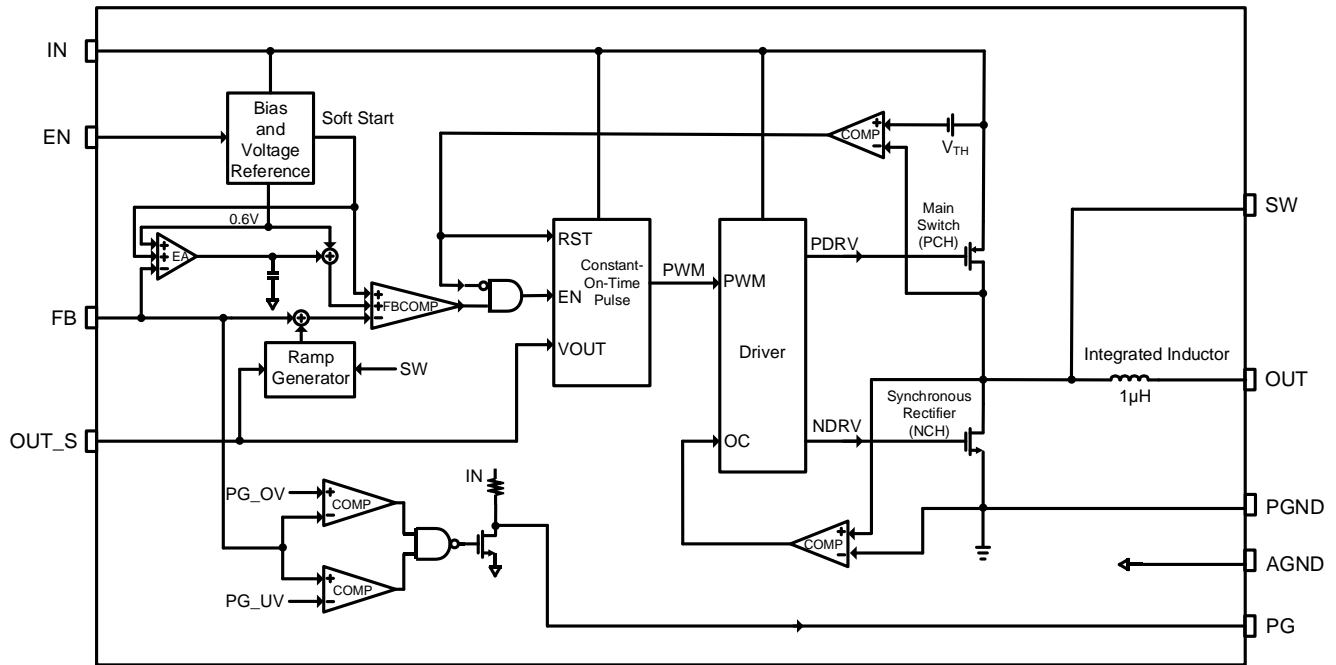 IN
EN
Bias
and
Voltage
Reference
Soft Start
0.6V
+
+
−
EA
+
FB
+
+
+
−
FBCOMP
Ramp
Generator
SW
OUT_S
RST
Constant-
On-Time
Pulse
EN
VOUT
PWM
+
−
COMP
VTH
PDRV
PWM
Driver
NDRV
OC
Main
Switch
(PCH)
Synchronous
Rectifier
(NCH)
Integrated Inductor
1µH
+
−
COMP
PG_OV
+
−
COMP
PG_UV
+
−
COMP
IN
SW
OUT
PGND
AGND
PG